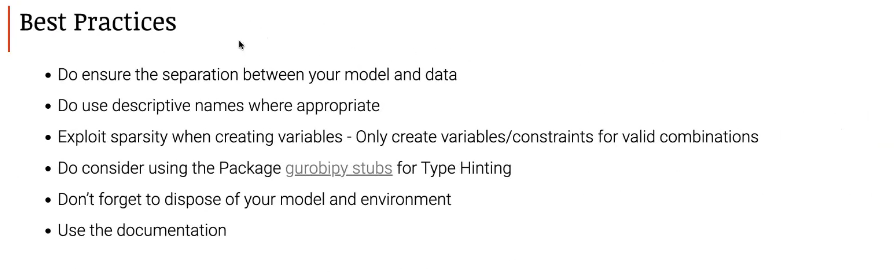 Best Practices
• Do ensure the separation between your model and data
• Do use descriptive names where appropriate
• Exploit sparsity when creating variables - Only create variables/constraints for valid combinations
• Do consider using the Package gurobipy stubs for Type Hinting
• Don’t forget to dispose of your model and environment
• Use the documentation